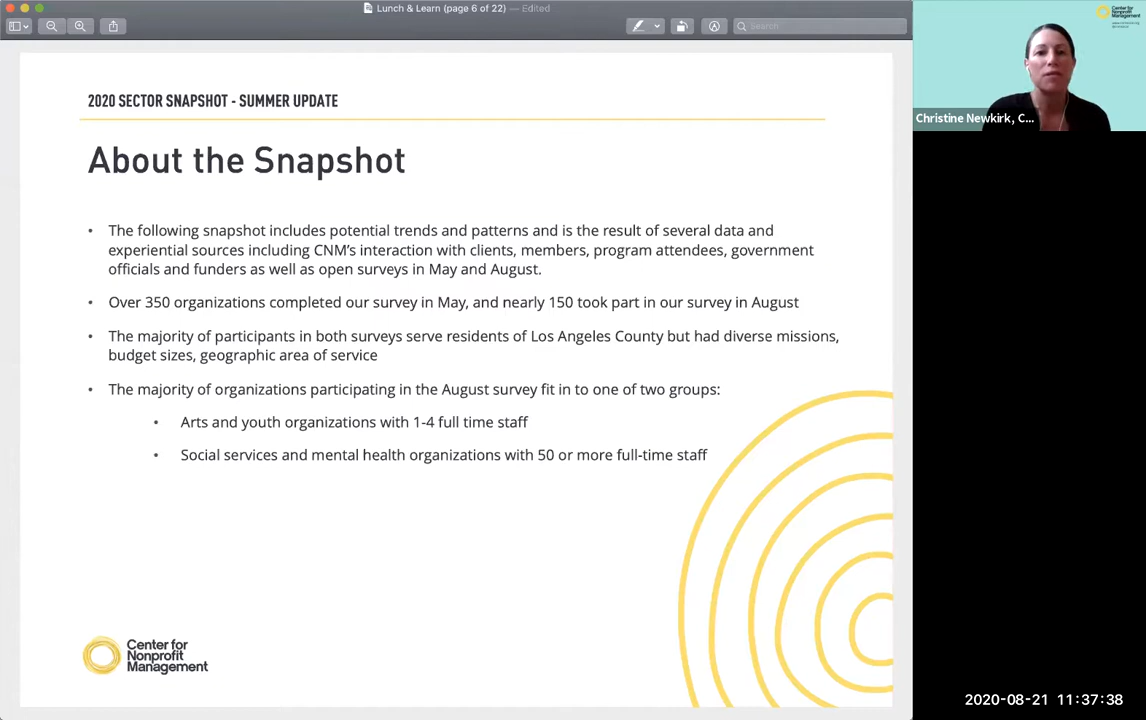 Lunch & Learn (page 6 of 22) — Edited
Search
Center for
Nonprofit
Management
2020 SECTOR SNAPSHOT - SUMMER UPDATE
Christine Newkirk, C...
About the Snapshot
• The following snapshot includes potential trends and patterns and is the result of several data and
experiential sources including CNM's interaction with clients, members, program attendees, government
officials and funders as well as open surveys in May and August.
• Over 350 organizations completed our survey in May, and nearly 150 took part in our survey in August
• The majority of participants in both surveys serve residents of Los Angeles County but had diverse missions,
budget sizes, geographic area of service
• The majority of organizations participating in the August survey fit in to one of two groups:
• Arts and youth organizations with 1-4 full time staff
• Social services and mental health organizations with 50 or more full-time staff
Center for
Nonprofit
Management
2020-08-21 11:37:38